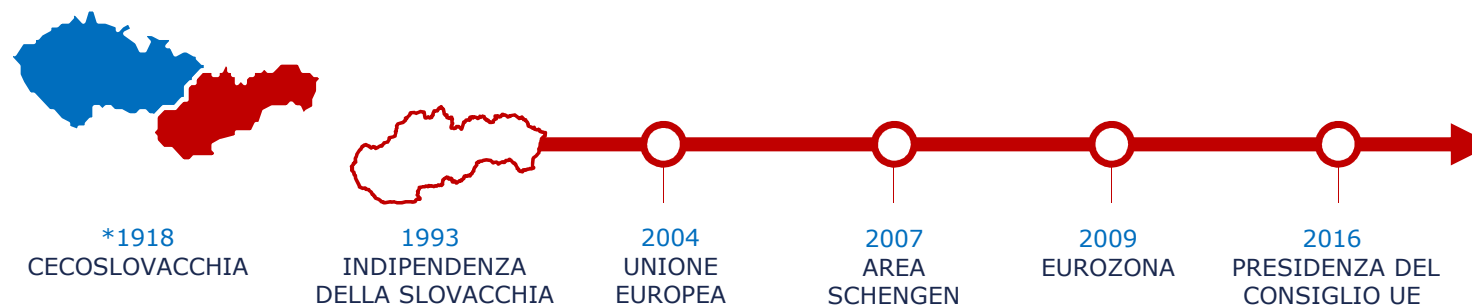 *1918
CECOSLOVACCHIA
1993
INDIPENDENZA
DELLA SLOVACCHIA
2004
UNIONE
EUROPEA
2007
AREA
SCHENGEN
2009
EUROZONA
2016
PRESIDENZA DEL
CONSIGLIO UE